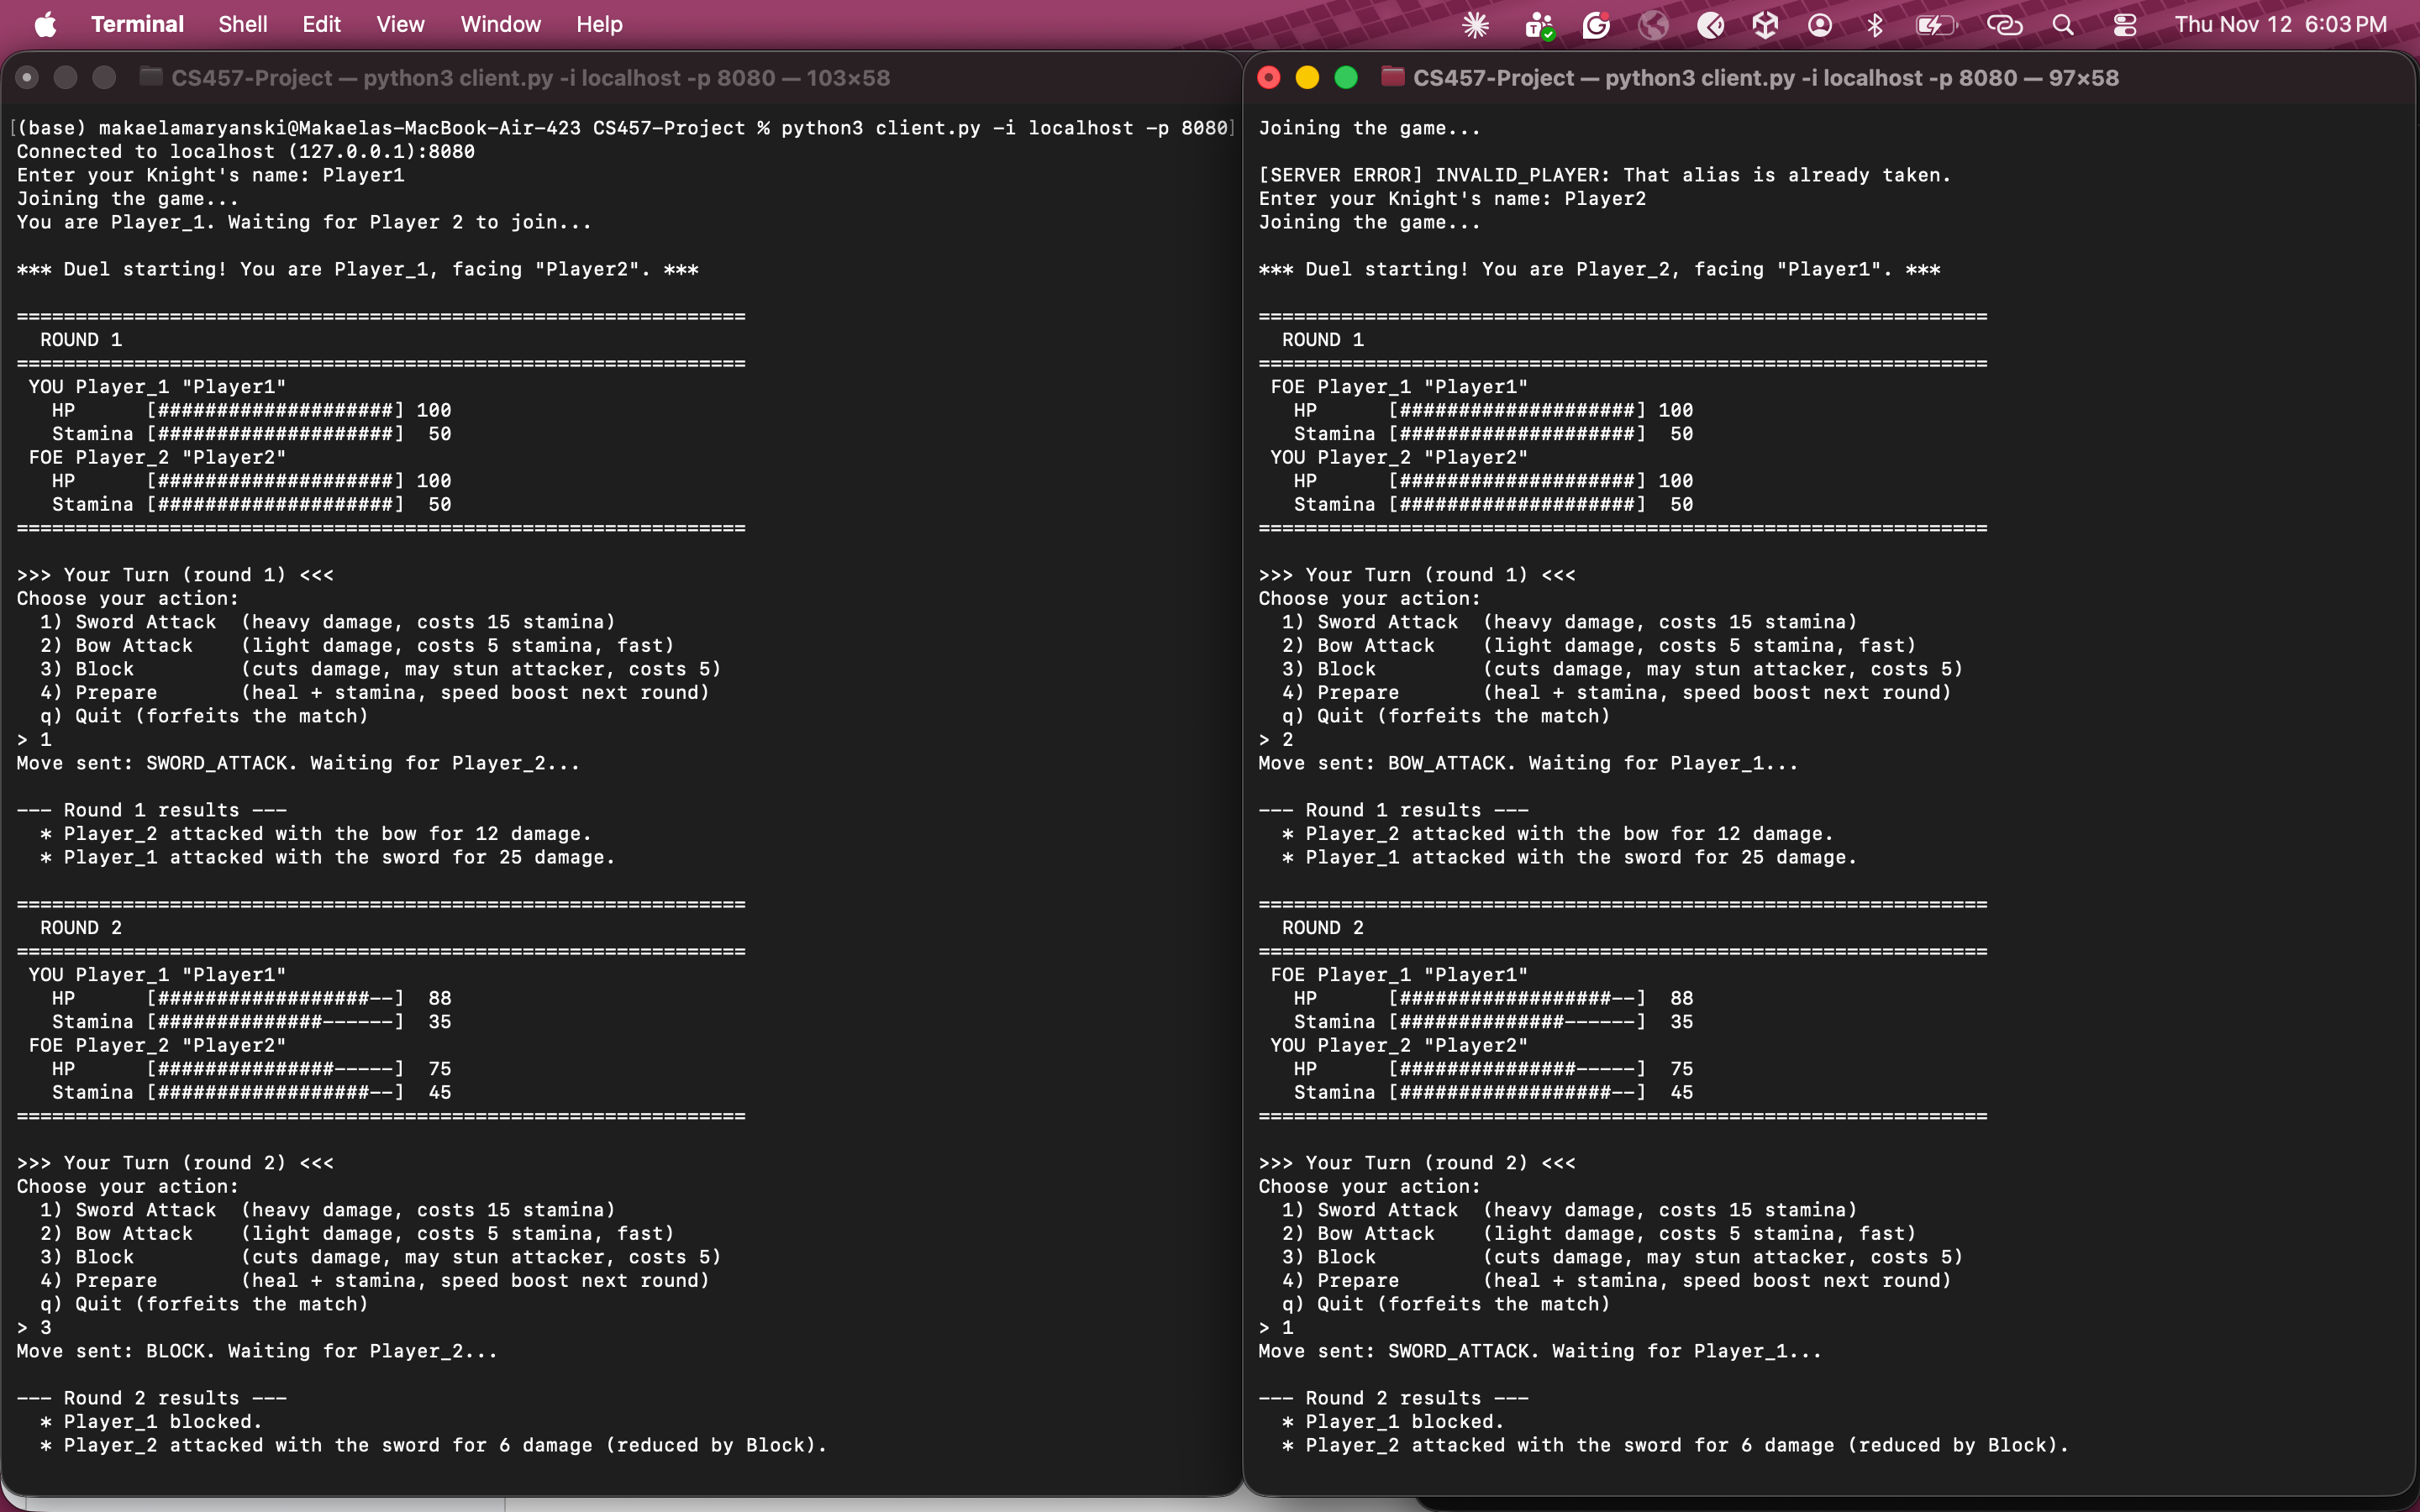 Terminal Shell Edit View Window Help Thu Nov 12 6:03 PM
CS457-Project — python3 client.py -i localhost -p 8080 — 103×58
[(base) makaelamaryanski@Makaelas-MacBook-Air-423 CS457-Project % python3 client.py -i localhost -p 8080]
Connected to localhost (127.0.0.1):8080
Enter your Knight's name: Player1
Joining the game...
You are Player_1. Waiting for Player 2 to join...
*** Duel starting! You are Player_1, facing "Player2". ***
==============================================================
ROUND 1
==============================================================
YOU Player_1 "Player1"
HP [####################] 100
Stamina [####################] 50
FOE Player_2 "Player2"
HP [####################] 100
Stamina [####################] 50
==============================================================
>>> Your Turn (round 1) <<<
Choose your action:
1) Sword Attack (heavy damage, costs 15 stamina)
2) Bow Attack (light damage, costs 5 stamina, fast)
3) Block (cuts damage, may stun attacker, costs 5)
4) Prepare (heal + stamina, speed boost next round)
q) Quit (forfeits the match)
> 1
Move sent: SWORD_ATTACK. Waiting for Player_2...
--- Round 1 results ---
* Player_2 attacked with the bow for 12 damage.
* Player_1 attacked with the sword for 25 damage.
==============================================================
ROUND 2
==============================================================
YOU Player_1 "Player1"
HP [##################--] 88
Stamina [##############------] 35
FOE Player_2 "Player2"
HP [###############-----] 75
Stamina [##################--] 45
==============================================================
>>> Your Turn (round 2) <<<
Choose your action:
1) Sword Attack (heavy damage, costs 15 stamina)
2) Bow Attack (light damage, costs 5 stamina, fast)
3) Block (cuts damage, may stun attacker, costs 5)
4) Prepare (heal + stamina, speed boost next round)
q) Quit (forfeits the match)
> 3
Move sent: BLOCK. Waiting for Player_2...
--- Round 2 results ---
* Player_1 blocked.
* Player_2 attacked with the sword for 6 damage (reduced by Block).
CS457-Project — python3 client.py -i localhost -p 8080 — 97×58
Joining the game...
[SERVER ERROR] INVALID_PLAYER: That alias is already taken.
Enter your Knight's name: Player2
Joining the game...
*** Duel starting! You are Player_2, facing "Player1". ***
==============================================================
ROUND 1
==============================================================
FOE Player_1 "Player1"
HP [####################] 100
Stamina [####################] 50
YOU Player_2 "Player2"
HP [####################] 100
Stamina [####################] 50
==============================================================
>>> Your Turn (round 1) <<<
Choose your action:
1) Sword Attack (heavy damage, costs 15 stamina)
2) Bow Attack (light damage, costs 5 stamina, fast)
3) Block (cuts damage, may stun attacker, costs 5)
4) Prepare (heal + stamina, speed boost next round)
q) Quit (forfeits the match)
> 2
Move sent: BOW_ATTACK. Waiting for Player_1...
--- Round 1 results ---
* Player_2 attacked with the bow for 12 damage.
* Player_1 attacked with the sword for 25 damage.
==============================================================
ROUND 2
==============================================================
FOE Player_1 "Player1"
HP [##################--] 88
Stamina [##############------] 35
YOU Player_2 "Player2"
HP [###############-----] 75
Stamina [##################--] 45
==============================================================
>>> Your Turn (round 2) <<<
Choose your action:
1) Sword Attack (heavy damage, costs 15 stamina)
2) Bow Attack (light damage, costs 5 stamina, fast)
3) Block (cuts damage, may stun attacker, costs 5)
4) Prepare (heal + stamina, speed boost next round)
q) Quit (forfeits the match)
> 1
Move sent: SWORD_ATTACK. Waiting for Player_1...
--- Round 2 results ---
* Player_1 blocked.
* Player_2 attacked with the sword for 6 damage (reduced by Block).